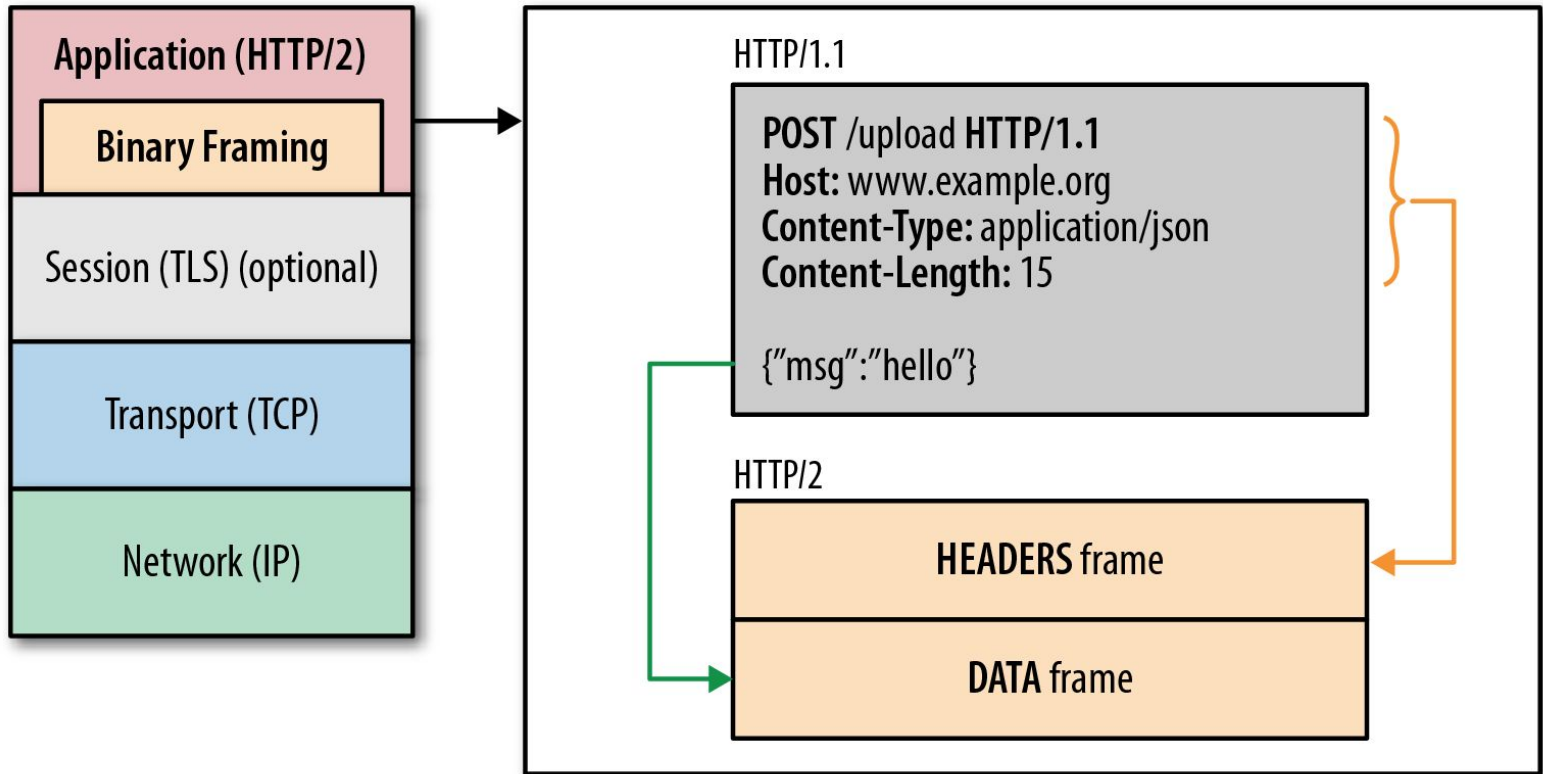 Application (HTTP/2)
Binary Framing
Session (TLS) (optional)
Transport (TCP)
Network (IP)
HTTP/1.1
POST /upload HTTP/1.1
Host: www.example.org
Content-Type: application/json
Content-Length: 15
{”msg”:”hello”}
HTTP/2
HEADERS frame
DATA frame